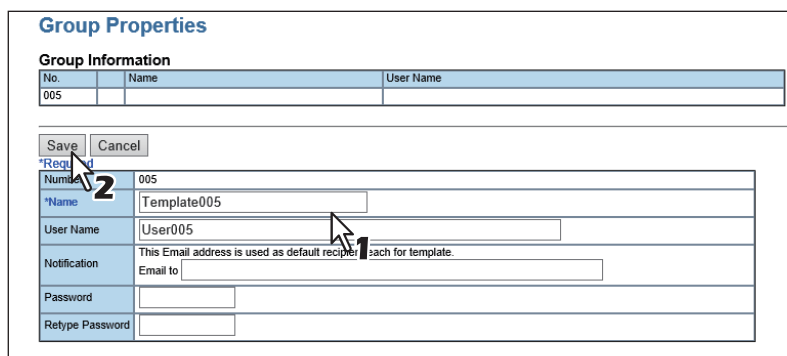 Group Properties
Group Information
No. Name User Name
005
Save Cancel
*Required
Number 005
2
*Name Template005
User Name User005
1
This Email address is used as default recipient each for template.
Notification
Email to
Password
Retype Password